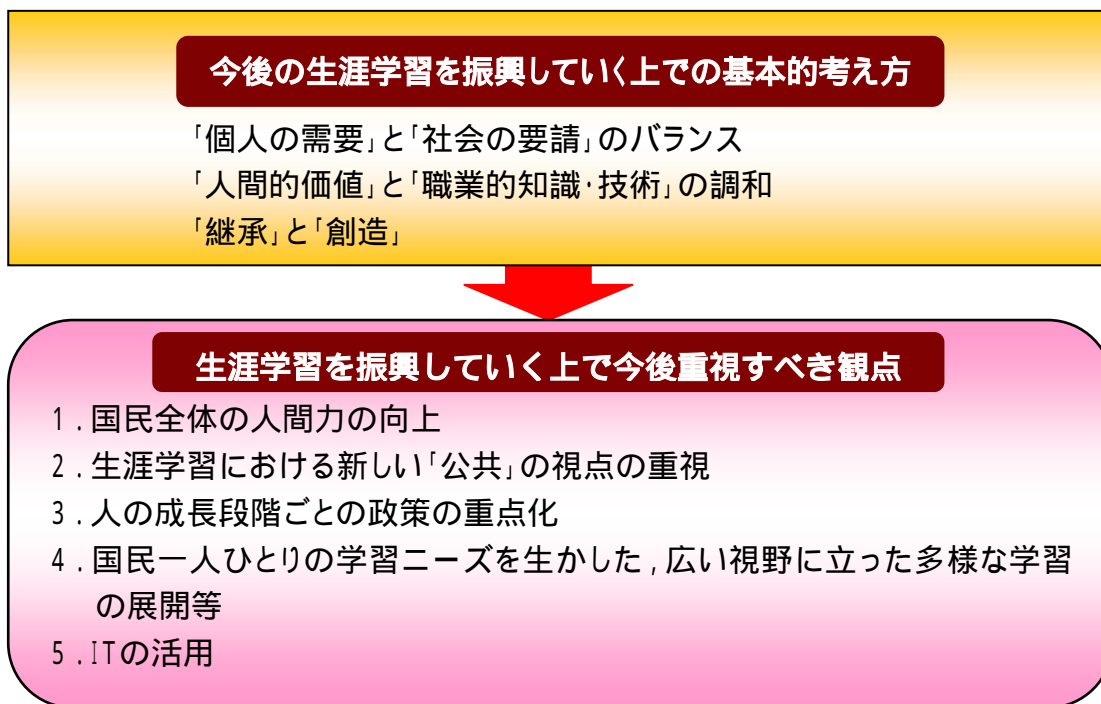 今後の生涯学習を振興していく上での基本的考え方
「個人の需要」と「社会の要請」のバランス
「人間的価値」と「職業的知識・技術」の調和
「継承」と「創造」
生涯学習を振興していく上で今後重視すべき観点
1．国民全体の人間力の向上
2．生涯学習における新しい「公共」の視点の重視
3．人の成長段階ごとの政策の重点化
4．国民一人ひとりの学習ニーズを生かした，広い視野に立った多様な学習
の展開等
5．ITの活用